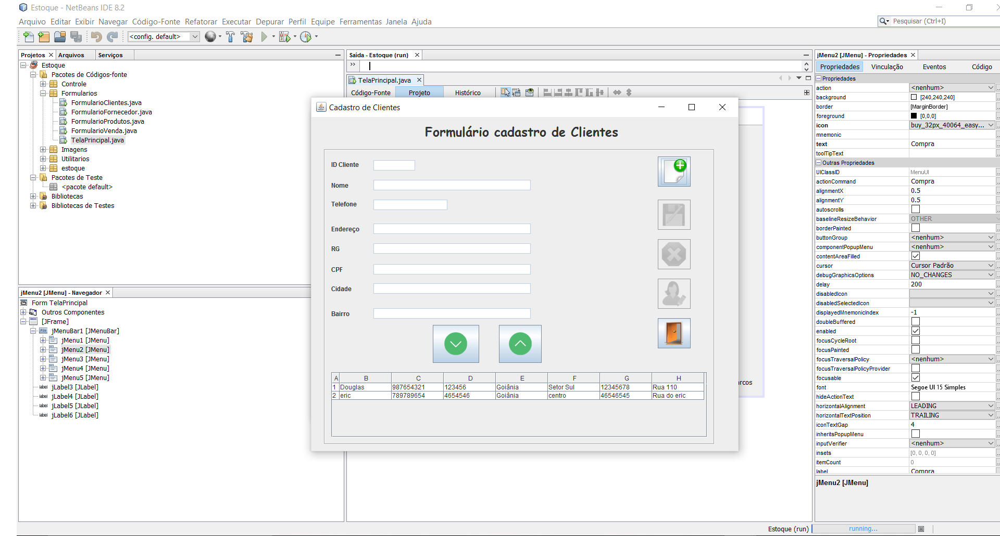 Estoque - NetBeans IDE 8.2
Arquivo Editar Exibir Navegar Código-Fonte Refatorar Executar Depurar Perfil Equipe Ferramentas Janela Ajuda
Pesquisar (Ctrl+I)
<config. default>
Projetos Arquivos Serviços
Estoque
Pacotes de Códigos-fonte
Controle
Formularios
FormularioClientes.java
FormularioFornecedor.java
FormularioProdutos.java
FormularioVenda.java
TelaPrincipal.java
Imagens
Utilitarios
estoque
Pacotes de Teste
<pacote default>
Bibliotecas
Bibliotecas de Testes
jMenu2 [JMenu] - Navegador
Form TelaPrincipal
Outros Componentes
[JFrame]
jMenuBar1 [JMenuBar]
jMenu1 [JMenu]
jMenu2 [JMenu]
jMenu3 [JMenu]
jMenu4 [JMenu]
jMenu5 [JMenu]
label jLabel3 [JLabel]
label jLabel4 [JLabel]
label jLabel5 [JLabel]
label jLabel6 [JLabel]
Saída - Estoque (run)
TelaPrincipal.java
Código-Fonte Projeto Histórico
Cadastro de Clientes
Formulário cadastro de Clientes
ID Cliente
Nome
Telefone
Endereço
RG
CPF
Cidade
Bairro
A B C D E F G H
1 Douglas 987654321 123456 Goiânia Setor Sul 12345678 Rua 110
2 eric 789789654 4654546 Goiânia centro 46546545 Rua do eric
arcos
jMenu2 [JMenu] - Propriedades
Propriedades Vinculação Eventos Código
Propriedades
action <nenhum>
background [240,240,240]
border [MarginBorder]
foreground [0,0,0]
icon buy_32px_40064_easy...
mnemonic
text Compra
toolTipText
Outras Propriedades
UIClassID MenuUI
actionCommand Compra
alignmentX 0.5
alignmentY 0.5
autoscrolls
baselineResizeBehavior OTHER
borderPainted
buttonGroup <nenhum>
componentPopupMenu <nenhum>
contentAreaFilled
cursor Cursor Padrão
debugGraphicsOptions NO_CHANGES
delay 200
disabledIcon
disabledSelectedIcon
displayedMnemonicIndex -1
doubleBuffered
enabled
focusCycleRoot
focusPainted
focusTraversalPolicy <nenhum>
focusTraversalPolicyProvider
focusable
font Segoe UI 15 Simples
hideActionText
horizontalAlignment LEADING
horizontalTextPosition TRAILING
iconTextGap 4
inheritsPopupMenu
inputVerifier <nenhum>
insets [0, 0, 0, 0]
itemCount 0
label Compra
jMenu2 [JMenu]
Estoque (run) running...